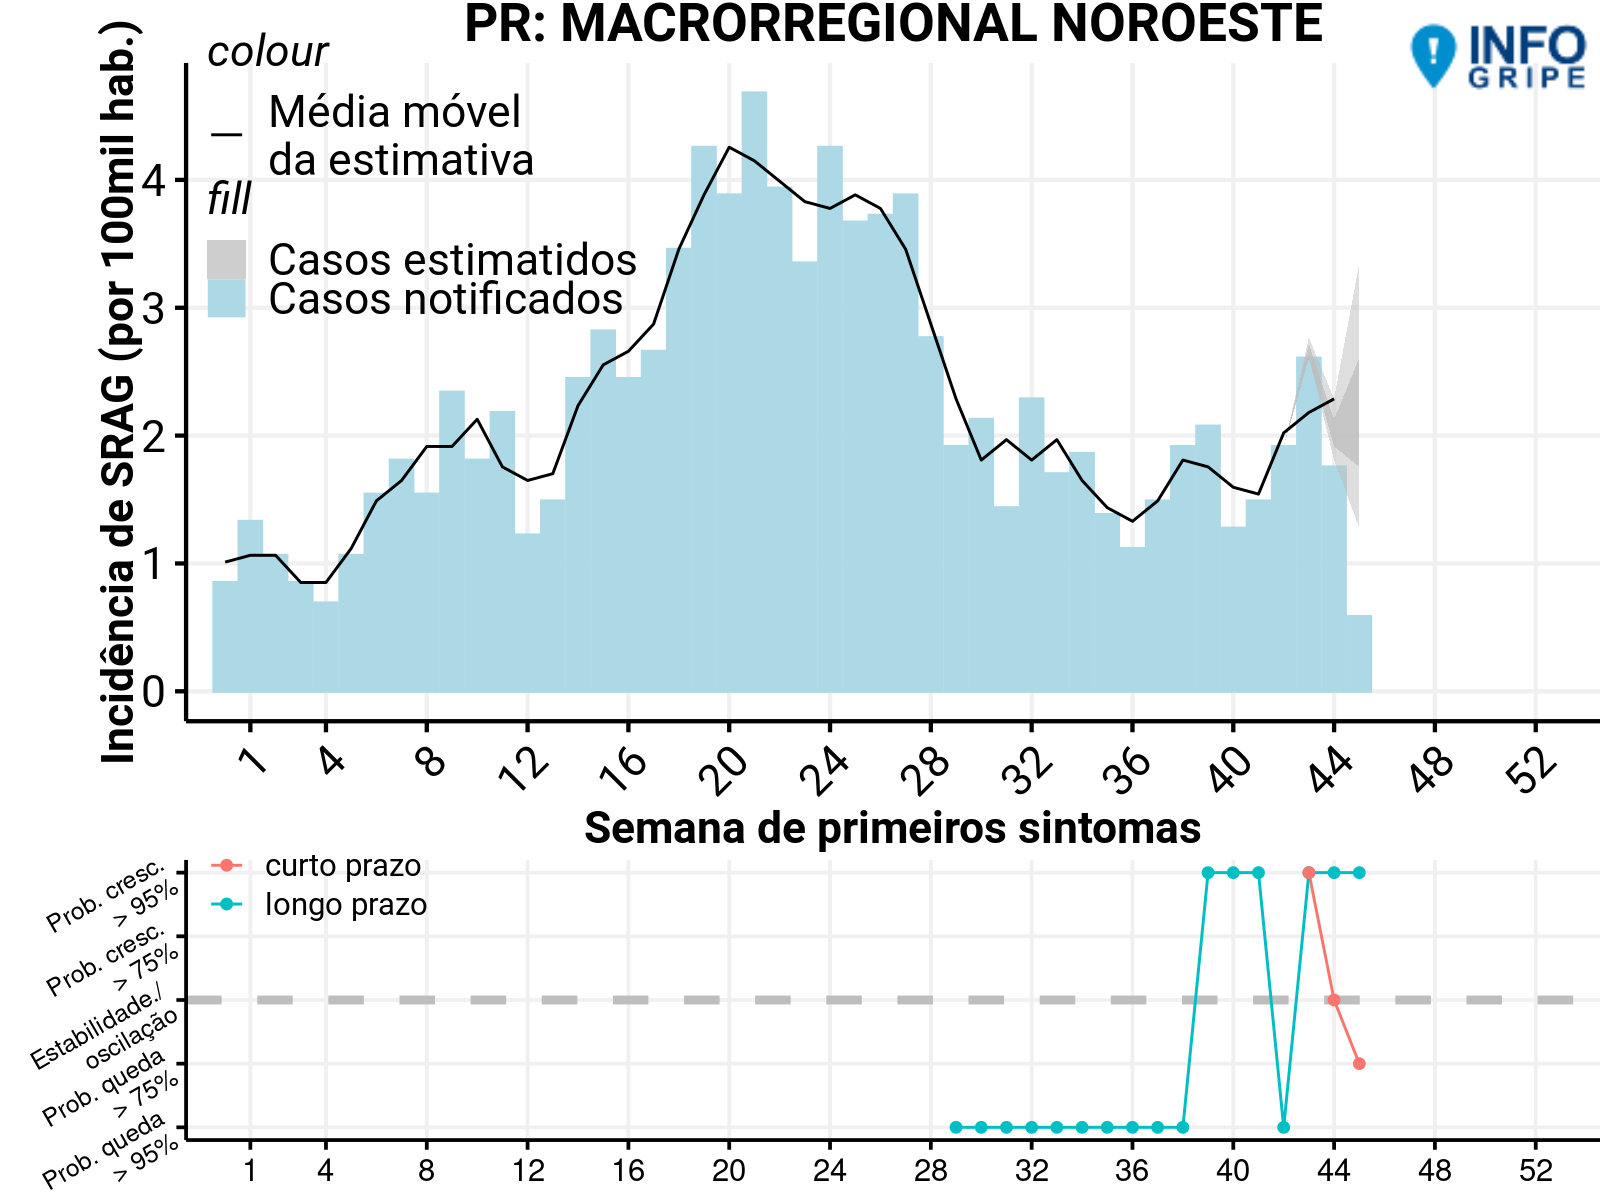 PR: MACRORREGIONAL NOROESTE
INFO
GRIPE
colour
Média móvel
da estimativa
fill
Casos estimatidos
Casos notificados
Incidência de SRAG (por 100mil hab.)
4
3
2
1
0
1 4 8 12 16 20 24 28 32 36 40 44 48 52
Semana de primeiros sintomas
curto prazo
longo prazo
Prob. cresc.
> 95%
Prob. cresc.
> 75%
Estabilidade./
oscilação
Prob. queda
> 75%
Prob. queda
> 95%
1 4 8 12 16 20 24 28 32 36 40 44 48 52